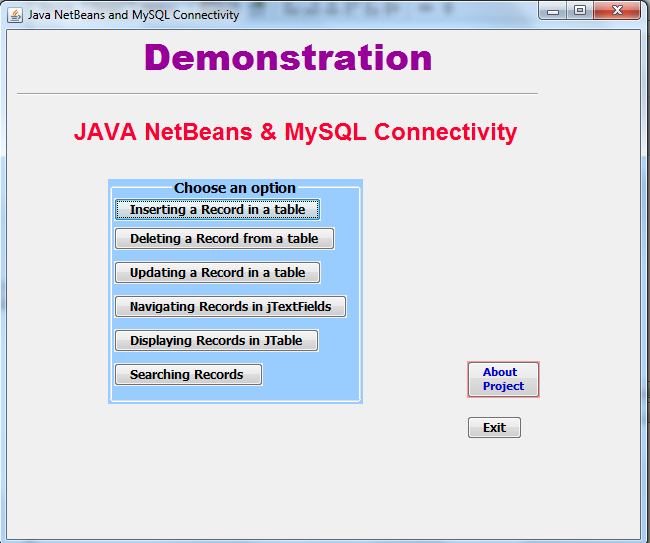 Java NetBeans and MySQL Connectivity
Demonstration
JAVA NetBeans & MySQL Connectivity
Choose an option
Inserting a Record in a table
Deleting a Record from a table
Updating a Record in a table
Navigating Records in jTextFields
Displaying Records in JTable
Searching Records
About
Project
Exit